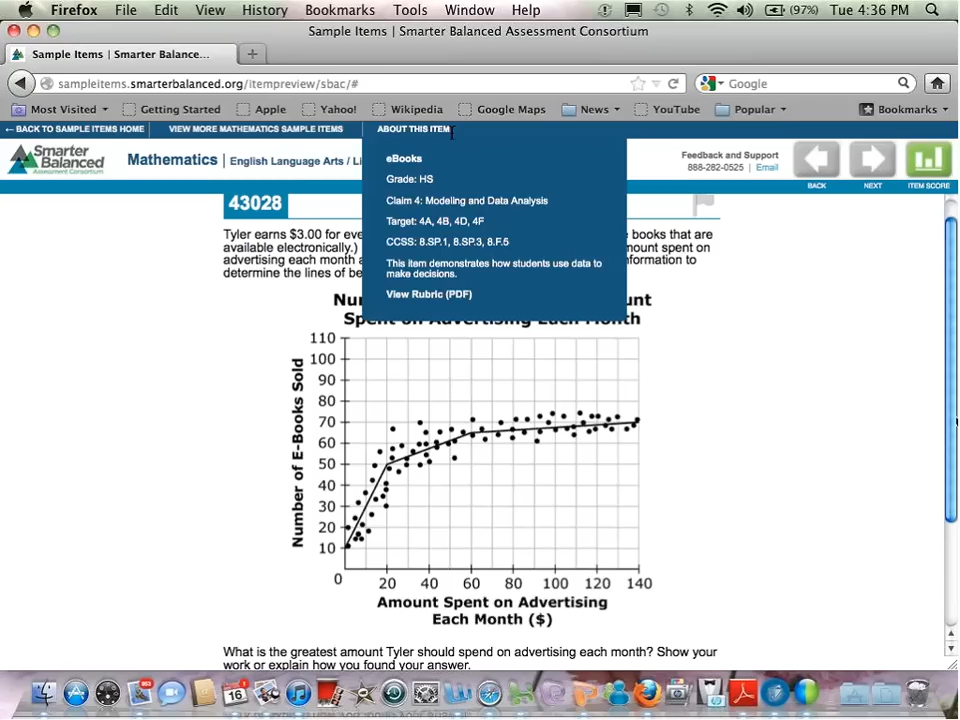 Firefox File Edit View History Bookmarks Tools Window Help (97%) Tue 4:36 PM
Sample Items | Smarter Balanced Assessment Consortium
Sample Items | Smarter Balance...
sampleitems.smarterbalanced.org/itempreview/sbac/# Google
Most Visited Getting Started Apple Yahoo! Wikipedia Google Maps News YouTube Popular Bookmarks
← BACK TO SAMPLE ITEMS HOME VIEW MORE MATHEMATICS SAMPLE ITEMS ABOUT THIS ITEM
Smarter
Balanced
Assessment Consortium
Mathematics | English Language Arts / Li
Feedback and Support
888-282-0525 | Email
BACK NEXT ITEM SCORE
eBooks
Grade: HS
Claim 4: Modeling and Data Analysis
Target: 4A, 4B, 4D, 4F
CCSS: 8.SP.1, 8.SP.3, 8.F.5
This item demonstrates how students use data to
make decisions.
View Rubric (PDF)
43028
Tyler earns $3.00 for eve books that are
available electronically.) mount spent on
advertising each month a formation to
determine the lines of be
Nu unt
Spent on Advertising Each Month
Number of E-Books Sold
110
100
90
80
70
60
50
40
30
20
10
0 20 40 60 80 100 120 140
Amount Spent on Advertising
Each Month ($)
What is the greatest amount Tyler should spend on advertising each month? Show your
work or explain how you found your answer.
16